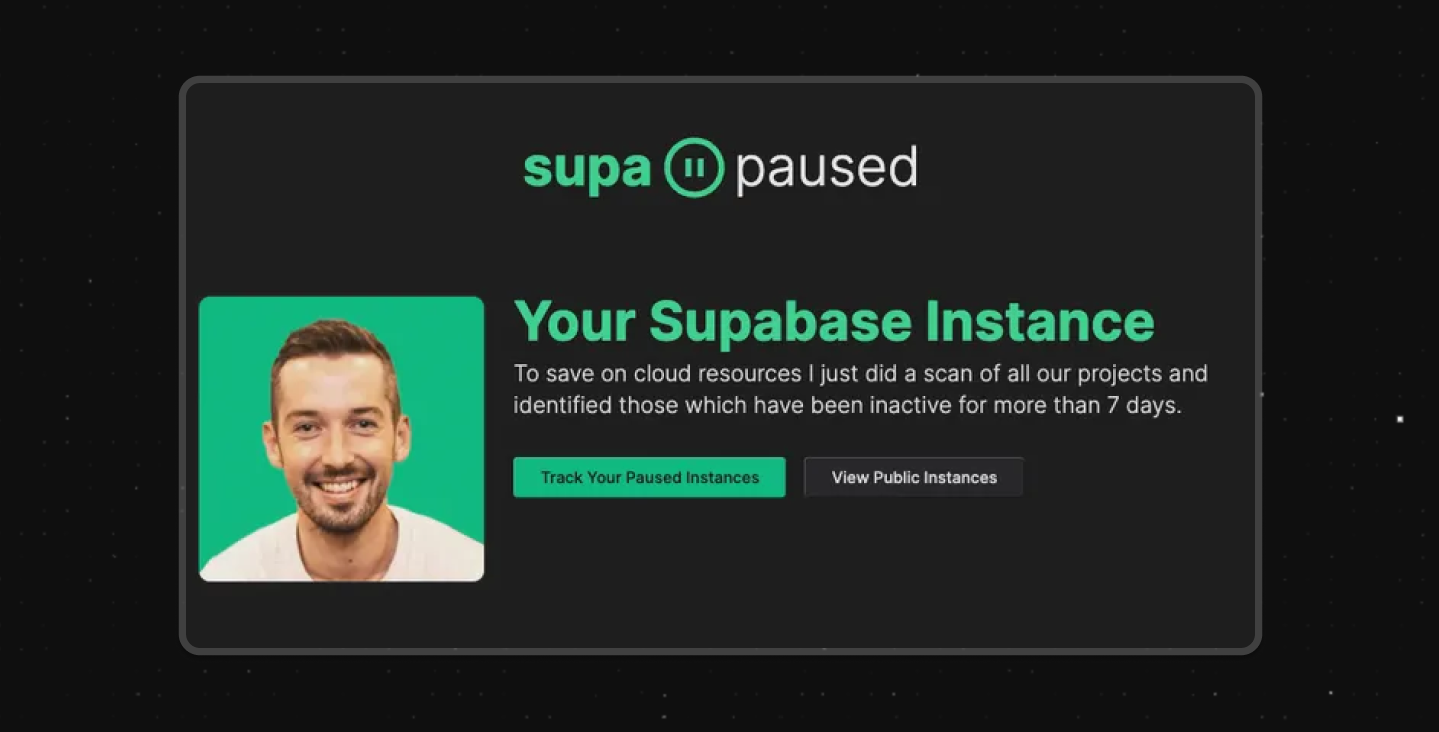 supa paused
Your Supabase Instance
To save on cloud resources I just did a scan of all our projects and
identified those which have been inactive for more than 7 days.
Track Your Paused Instances
View Public Instances